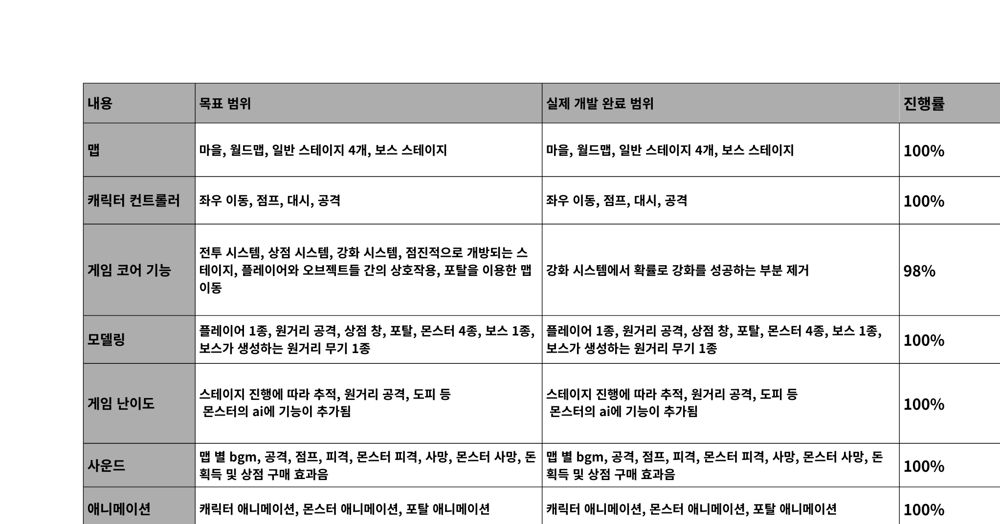 내용
목표 범위
실제 개발 완료 범위
진행률
맵
마을, 월드맵, 일반 스테이지 4개, 보스 스테이지
마을, 월드맵, 일반 스테이지 4개, 보스 스테이지
100%
캐릭터 컨트롤러
좌우 이동, 점프, 대시, 공격
좌우 이동, 점프, 대시, 공격
100%
게임 코어 기능
전투 시스템, 상점 시스템, 강화 시스템, 점진적으로 개방되는 스
테이지, 플레이어와 오브젝트들 간의 상호작용, 포탈을 이용한 맵
이동
강화 시스템에서 확률로 강화를 성공하는 부분 제거
98%
모델링
플레이어 1종, 원거리 공격, 상점 창, 포탈, 몬스터 4종, 보스 1종,
보스가 생성하는 원거리 무기 1종
플레이어 1종, 원거리 공격, 상점 창, 포탈, 몬스터 4종, 보스 1종,
보스가 생성하는 원거리 무기 1종
100%
게임 난이도
스테이지 진행에 따라 추적, 원거리 공격, 도피 등
몬스터의 ai에 기능이 추가됨
스테이지 진행에 따라 추적, 원거리 공격, 도피 등
몬스터의 ai에 기능이 추가됨
100%
사운드
맵 별 bgm, 공격, 점프, 피격, 몬스터 피격, 사망, 몬스터 사망, 돈
획득 및 상점 구매 효과음
맵 별 bgm, 공격, 점프, 피격, 몬스터 피격, 사망, 몬스터 사망, 돈
획득 및 상점 구매 효과음
100%
애니메이션
캐릭터 애니메이션, 몬스터 애니메이션, 포탈 애니메이션
캐릭터 애니메이션, 몬스터 애니메이션, 포탈 애니메이션
100%